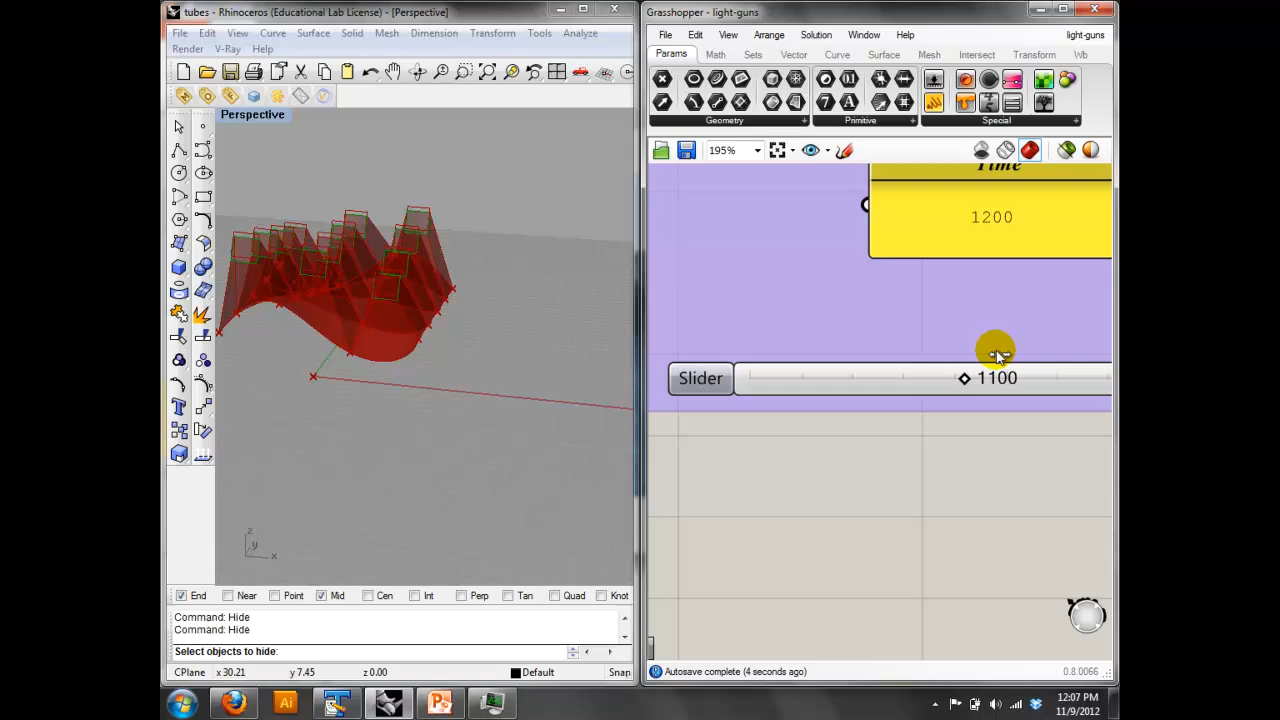 tubes - Rhinoceros (Educational Lab License) - [Perspective]
File Edit View Curve Surface Solid Mesh Dimension Transform Tools Analyze
Render V-Ray Help
Perspective
z
y
x
End Near Point Mid Cen Int Perp Tan Quad Knot
Command: Hide
Command: Hide
Select objects to hide:
CPlane x 30.21 y 7.45 z 0.00 Default Snap
Grasshopper - light-guns
File Edit View Arrange Solution Window Help light-guns
Params Math Sets Vector Curve Surface Mesh Intersect Transform Wb
Geometry Primitive Special
195%
Time
1200
Slider 1100
Autosave complete (4 seconds ago) 0.8.0066
12:07 PM
11/9/2012